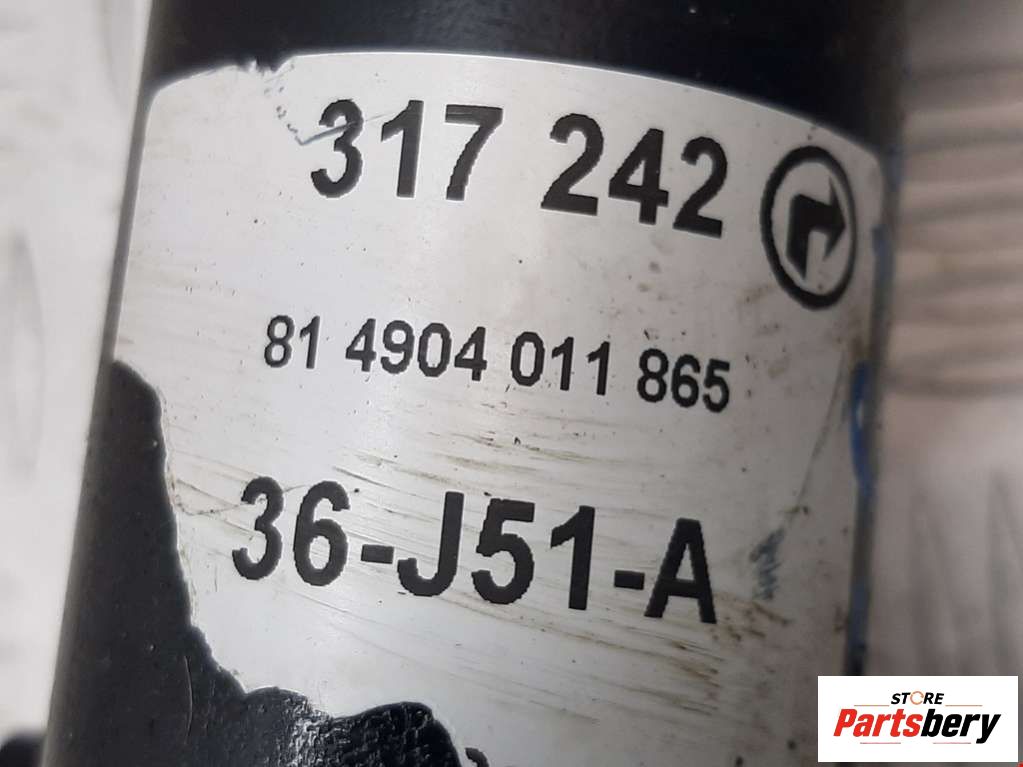 317 242
81 4904 011 865
36-J51-A
STORE
Partsbery